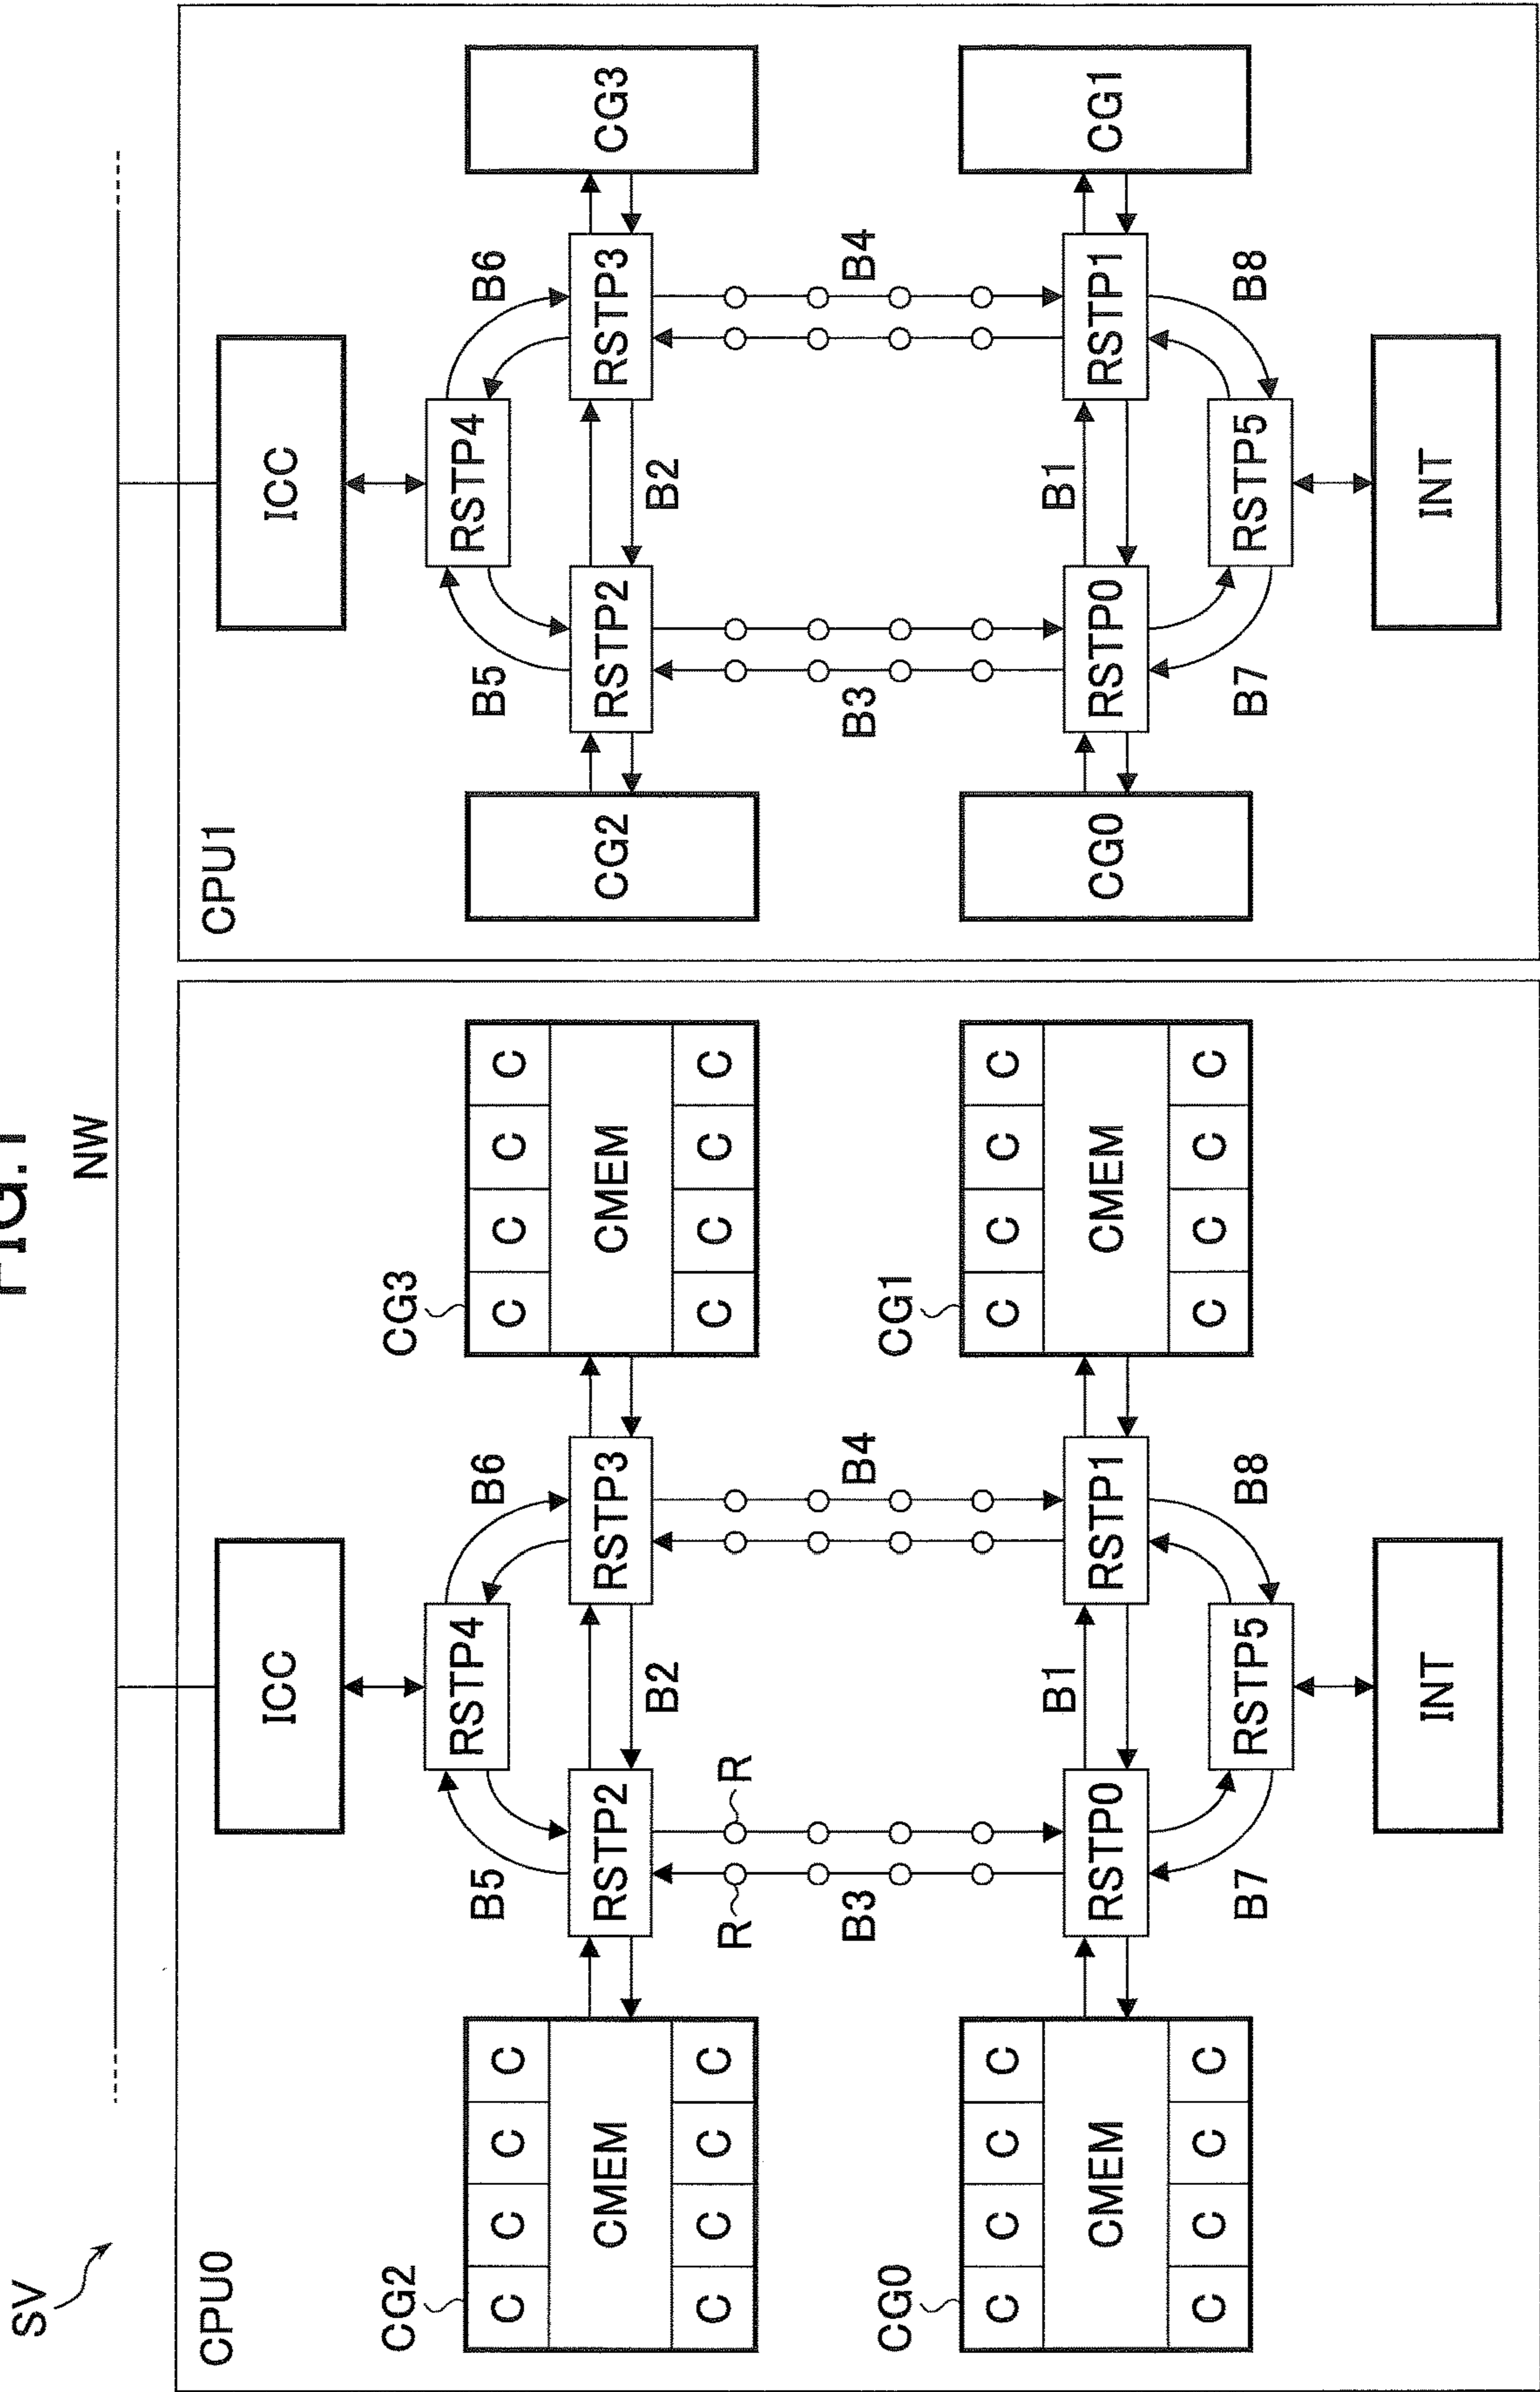 FIG.1
SV
NW
CPU0
ICC
CG2
CG3
RSTP4
B5
B6
C C C C
C C C C
CMEM
RSTP2
RSTP3
CMEM
B2
C C C C
C C C C
R
R
B3
B4
CG0
CG1
C C C C
B1
C C C C
CMEM
RSTP0
RSTP1
CMEM
C C C C
C C C C
B7
RSTP5
B8
INT
CPU1
ICC
RSTP4
B5
B6
CG2
RSTP2
RSTP3
CG3
B2
B3
B4
B1
CG0
RSTP0
RSTP1
CG1
B7
RSTP5
B8
INT